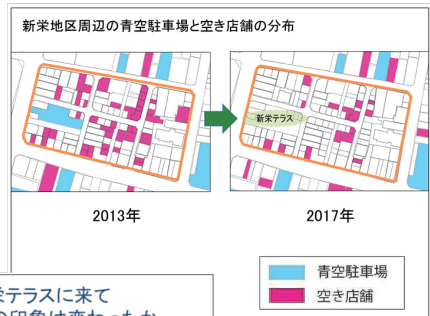 新栄地区周辺の青空駐車場と空き店舗の分布
新栄テラス
2013年
2017年
青空駐車場
空き店舗
テラスに来て
印象は変わったか